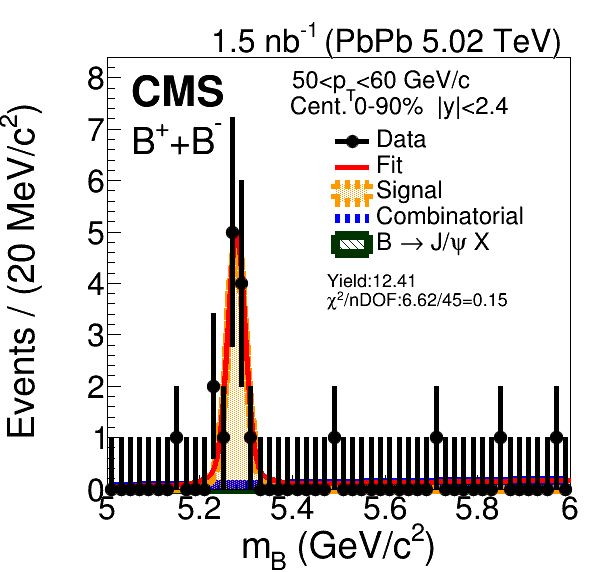 1.5 nb⁻¹ (PbPb 5.02 TeV)
CMS
50<p_T<60 GeV/c
Cent. 0-90% |y|<2.4
B⁺+B⁻
Data
Fit
Signal
Combinatorial
B → J/ψ X
Yield:12.41
χ²/nDOF:6.62/45=0.15
Events / (20 MeV/c²)
8
7
6
5
4
3
2
1
0
5 5.2 5.4 5.6 5.8 6
m_B (GeV/c²)